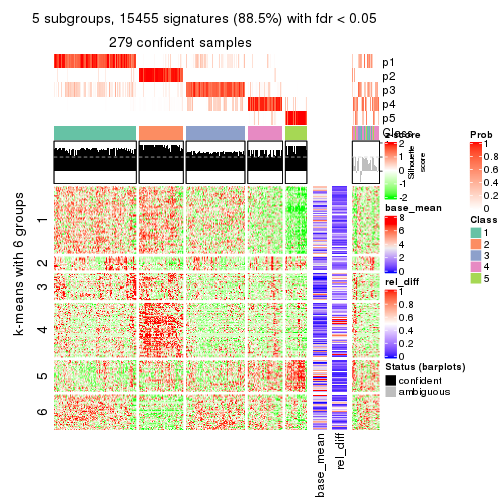 5 subgroups, 15455 signatures (88.5%) with fdr < 0.05
279 confident samples
p1
p2
p3
p4
p5
Class
z-score
2
1
0
-1
-2
Silhouette
score
Prob
1
0.8
0.6
0.4
0.2
0
base_mean
8
6
4
2
0
Class
1
2
3
4
5
rel_diff
1
0.8
0.6
0.4
0.2
0
Status (barplots)
confident
ambiguous
k-means with 6 groups
1
2
3
4
5
6
base_mean
rel_diff